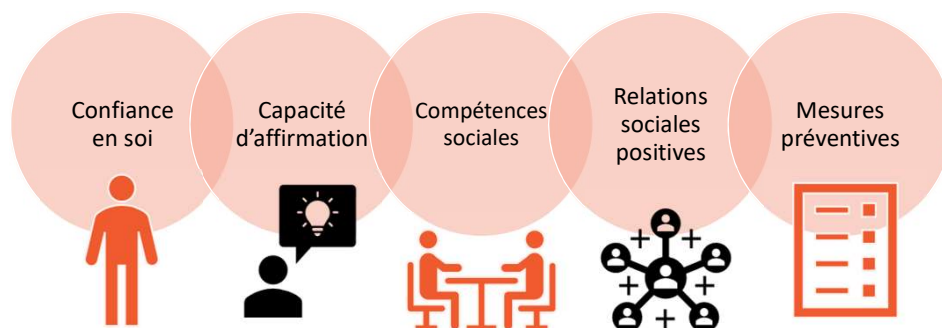 Confiance
en soi
Capacité
d'affirmation
Compétences
sociales
Relations
sociales
positives
Mesures
préventives